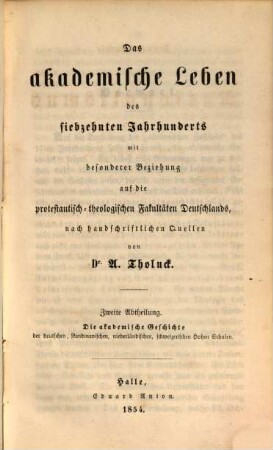 Das
akademische Leben
des
siebzehnten Jahrhunderts
mit
besonderer Beziehung
auf die
protestantisch-theologischen Fakultäten Deutschlands,
nach handschriftlichen Quellen
von
Dr. A. Tholuck.
Zweite Abtheilung.
Die akademische Geschichte
der deutschen, skandinavischen, niederländischen, schweizerischen Hohen Schulen.
Halle,
Eduard Anton.
1854.